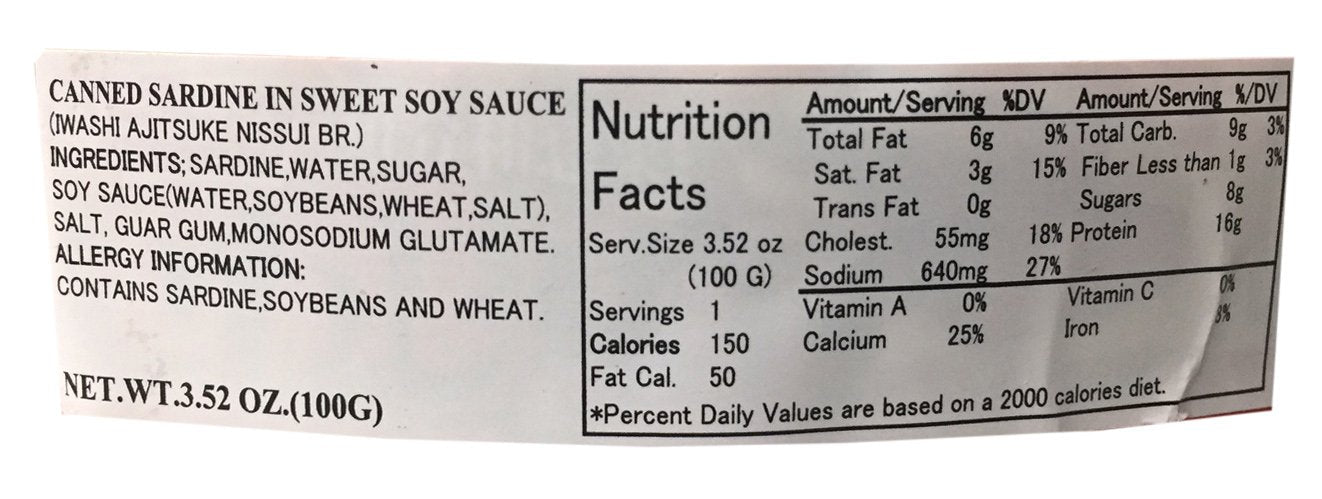 CANNED SARDINE IN SWEET SOY SAUCE
(IWASHI AJITSUKE NISSUI BR.)
INGREDIENTS; SARDINE,WATER,SUGAR,
SOY SAUCE(WATER,SOYBEANS,WHEAT,SALT),
SALT, GUAR GUM,MONOSODIUM GLUTAMATE.
ALLERGY INFORMATION:
CONTAINS SARDINE,SOYBEANS AND WHEAT.
NET.WT.3.52 OZ.(100G)
Nutrition
Facts
Serv.Size 3.52 oz
(100 G)
Servings 1
Calories 150
Fat Cal. 50
Amount/Serving %DV Amount/Serving %/DV
Total Fat 6g 9% Total Carb. 9g 3%
Sat. Fat 3g 15% Fiber Less than 1g 3%
Trans Fat 0g Sugars 8g
Cholest. 55mg 18% Protein 16g
Sodium 640mg 27%
Vitamin A 0% Vitamin C 0%
Calcium 25% Iron 8%
*Percent Daily Values are based on a 2000 calories diet.